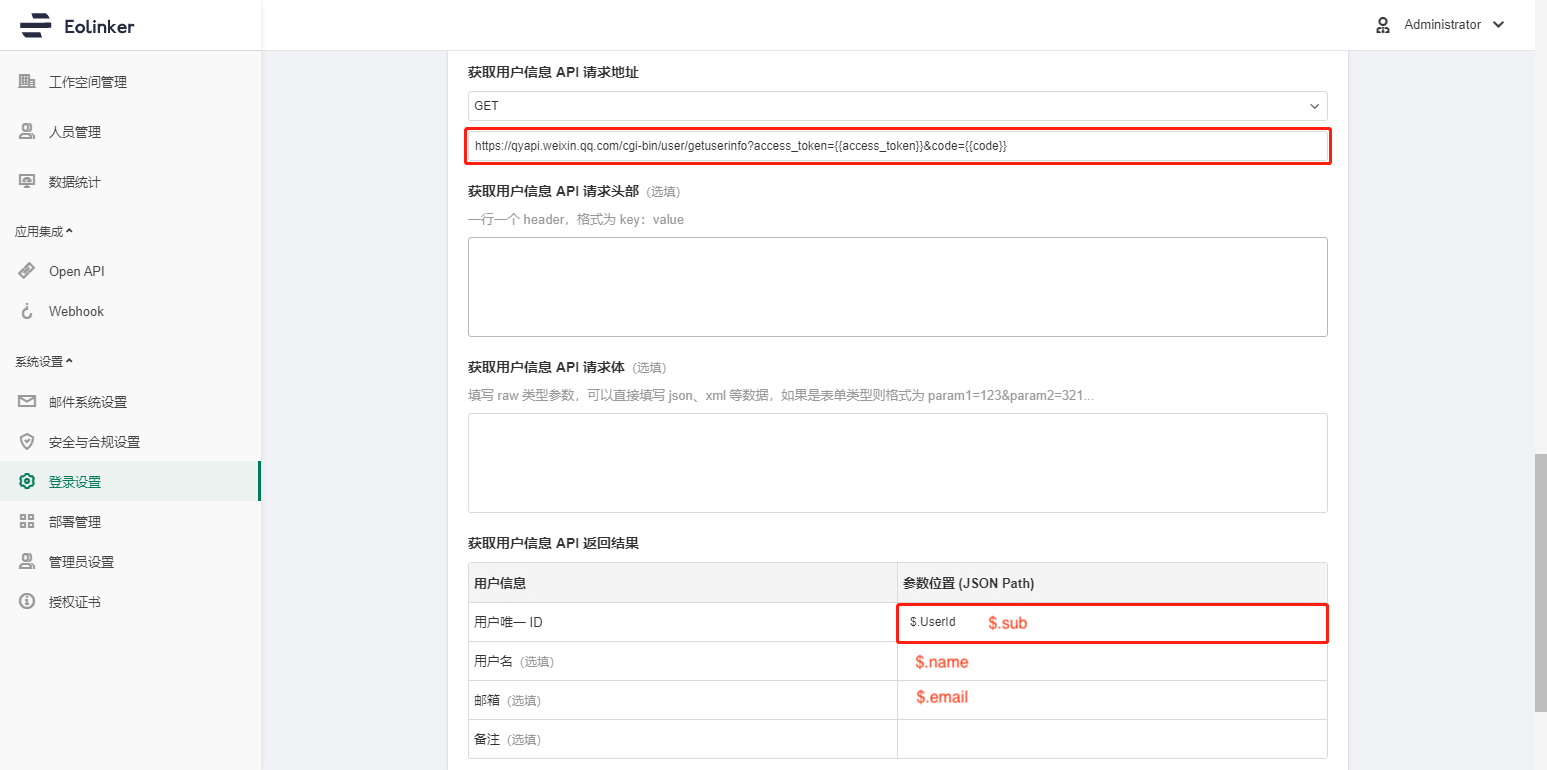 Eolinker
Administrator
工作空间管理
人员管理
数据统计
应用集成
Open API
Webhook
系统设置
邮件系统设置
安全与合规设置
登录设置
部署管理
管理员设置
授权证书
获取用户信息 API 请求地址
GET
https://qyapi.weixin.qq.com/cgi-bin/user/getuserinfo?access_token={{access_token}}&code={{code}}
获取用户信息 API 请求头部 (选填)
一行一个 header，格式为 key：value
获取用户信息 API 请求体 (选填)
填写 raw 类型参数，可以直接填写 json、xml 等数据，如果是表单类型则格式为 param1=123&param2=321...
获取用户信息 API 返回结果
用户信息 参数位置 (JSON Path)
用户唯一 ID $.UserId $.sub
用户名 (选填) $.name
邮箱 (选填) $.email
备注 (选填)